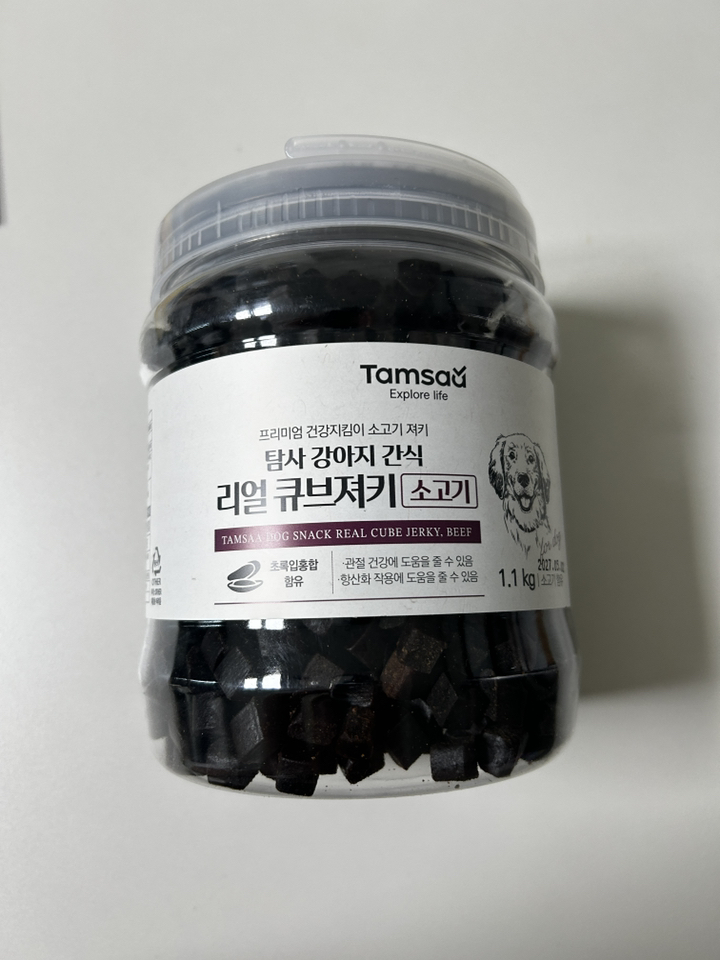 Tamsaa
Explore life
프리미엄 건강지킴이 소고기 져키
탐사 강아지 간식
리얼 큐브져키 소고기
TAMSAA DOG SNACK REAL CUBE JERKY, BEEF
초록입홍합
함유
·관절 건강에 도움을 줄 수 있음
·항산화 작용에 도움을 줄 수 있음
1.1 kg
소고기